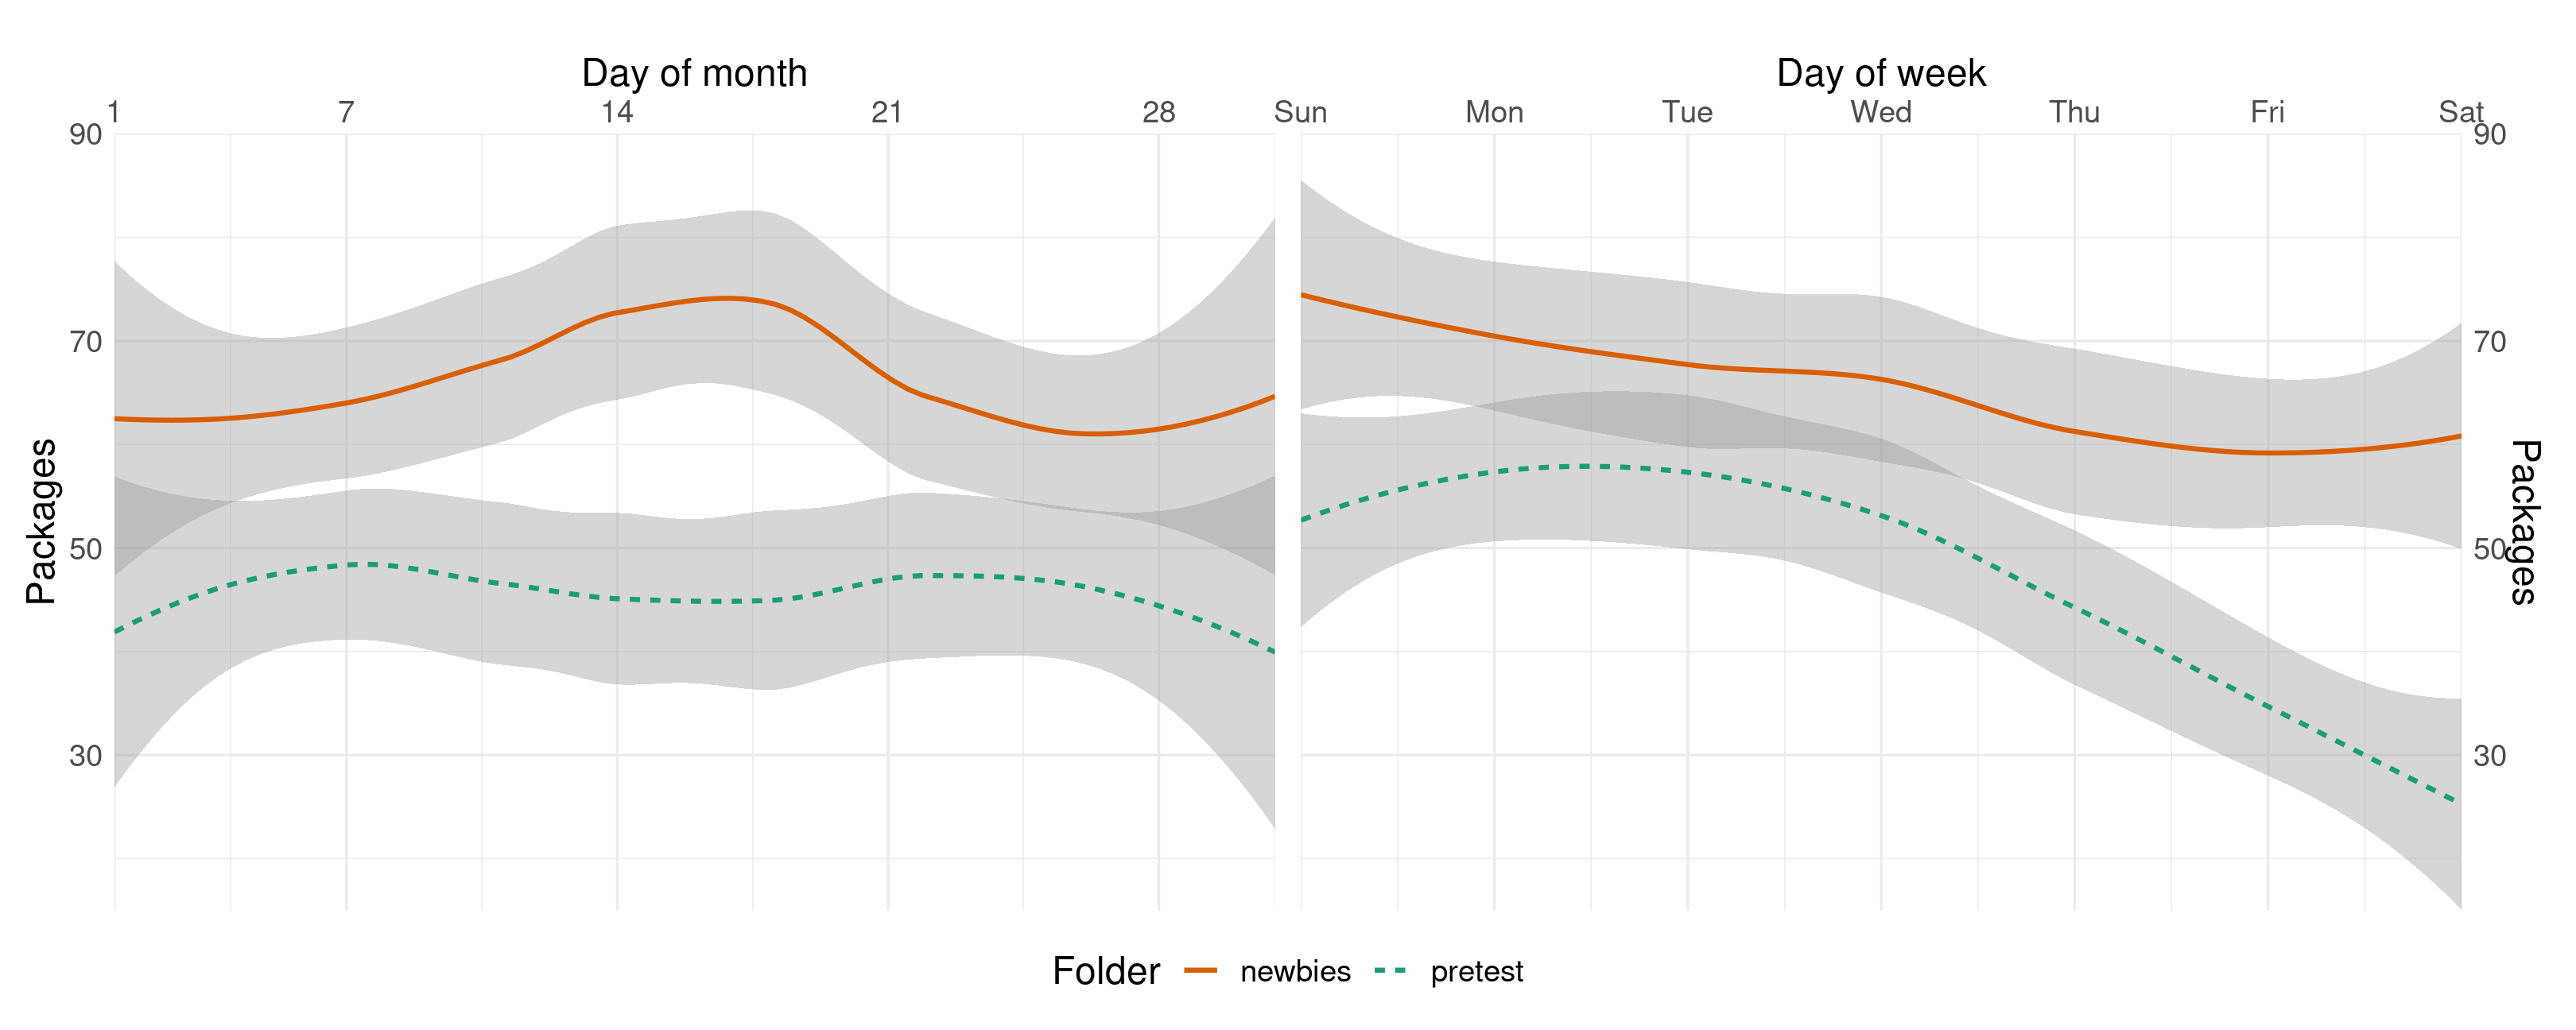 Day of month
Day of week
1 7 14 21 28
Sun Mon Tue Wed Thu Fri Sat
90
70
50
30
Packages
90
70
50
30
Packages
Folder newbies pretest